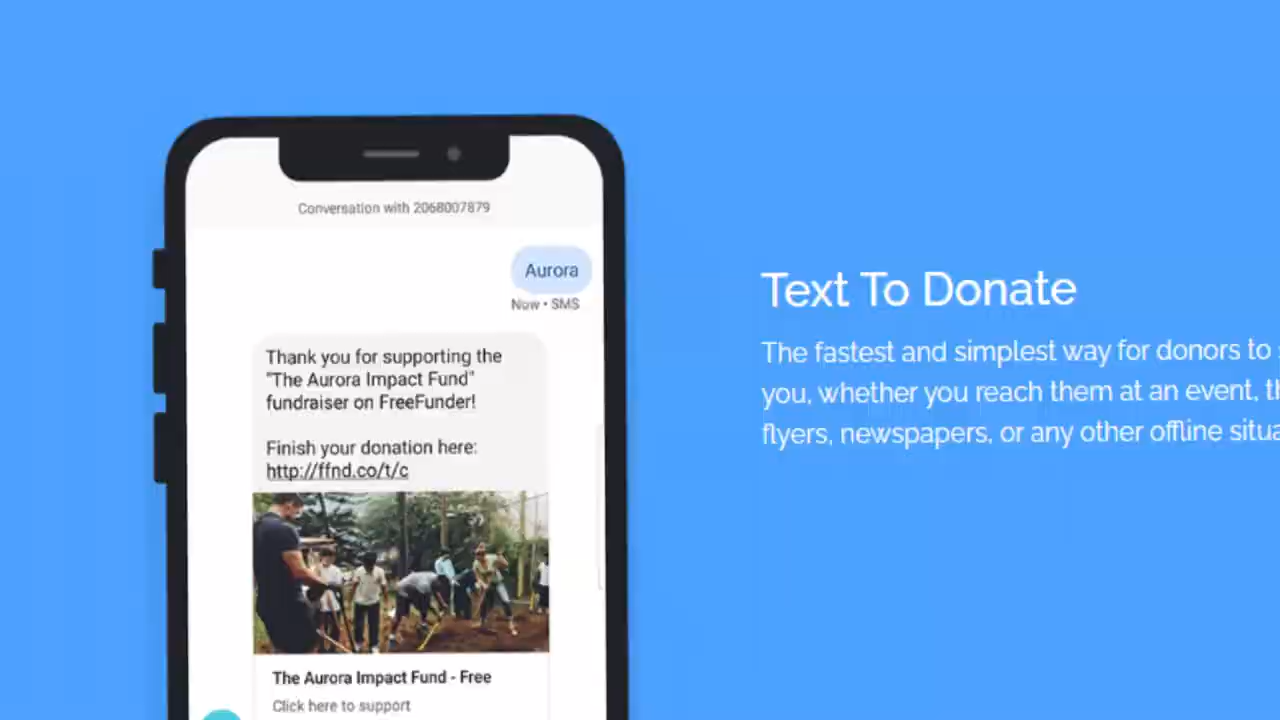 Conversation with 2068007879
Aurora
Now • SMS
Thank you for supporting the
"The Aurora Impact Fund"
fundraiser on FreeFunder!
Finish your donation here:
http://ffnd.co/t/c
The Aurora Impact Fund - Free
Click here to support
Text To Donate
The fastest and simplest way for donors to
you, whether you reach them at an event,
flyers, newspapers, or any other offline